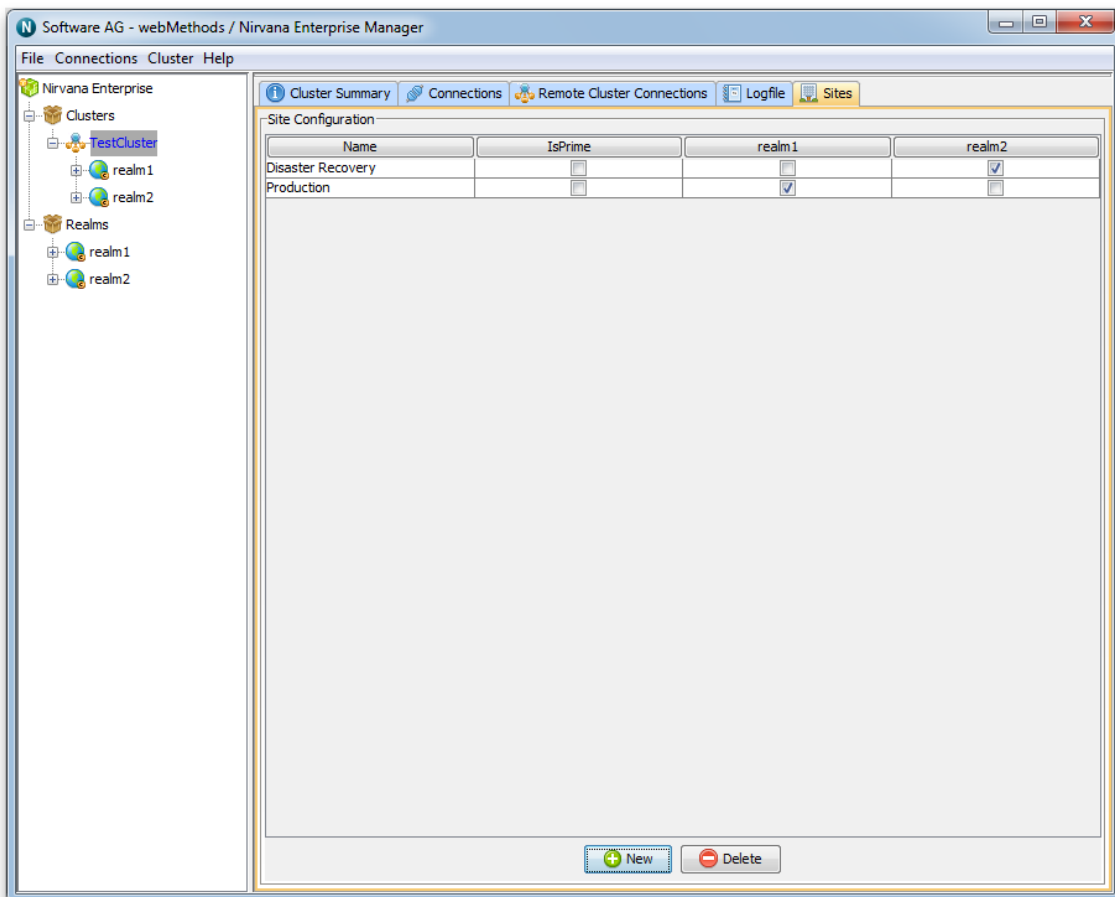 Software AG - webMethods / Nirvana Enterprise Manager
File Connections Cluster Help
Nirvana Enterprise
Clusters
TestCluster
realm1
realm2
Realms
realm1
realm2
Cluster Summary Connections Remote Cluster Connections Logfile Sites
Site Configuration
Name IsPrime realm1 realm2
Disaster Recovery
Production
New Delete